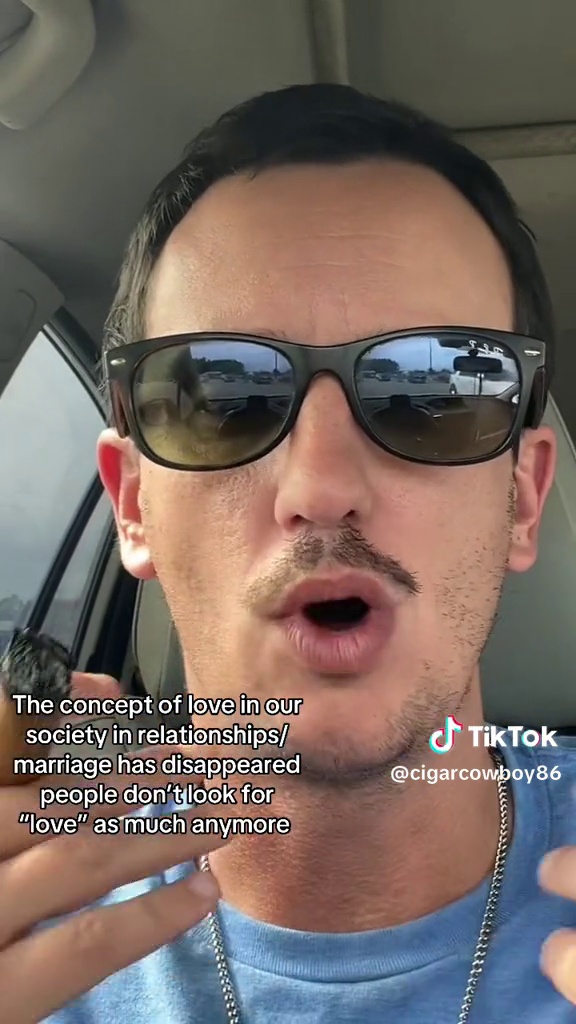 The concept of love in our
society in relationships/
marriage has disappeared
people don't look for
"love" as much anymore
TikTok
@cigarcowboy86